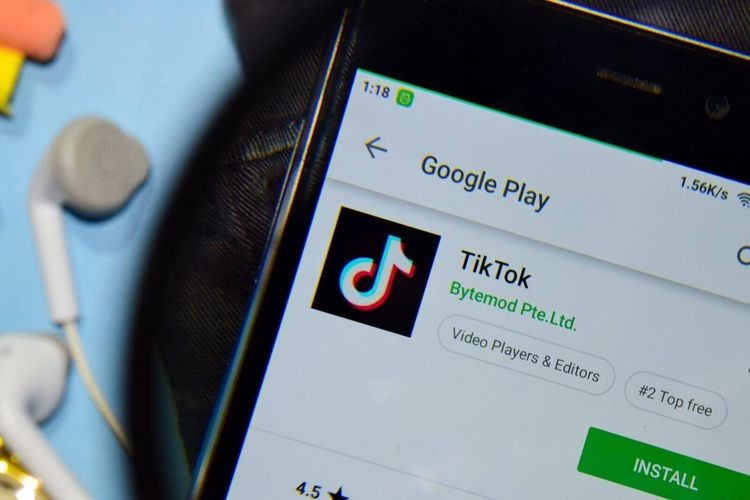 1:18
1.56K/s
Google Play
TikTok
Bytemod Pte.Ltd.
Video Players & Editors
#2 Top free
INSTALL
4.5 ★